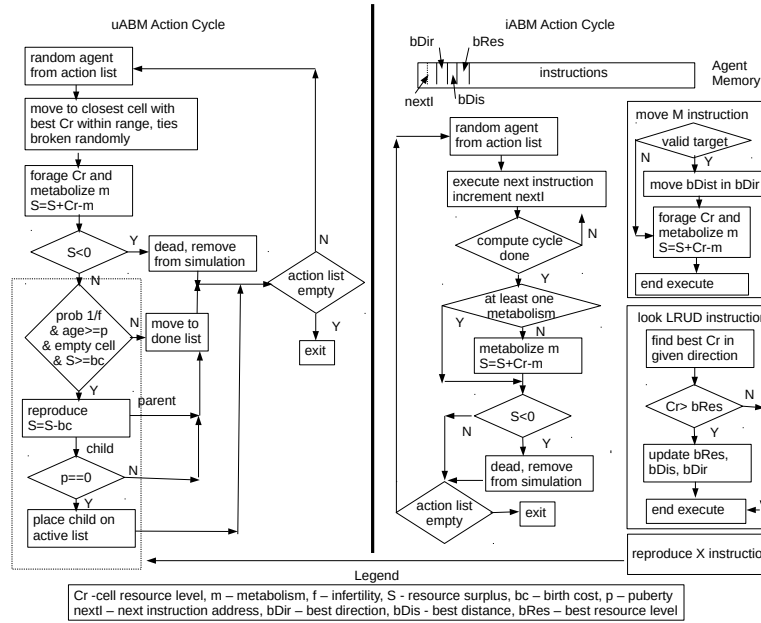 uABM Action Cycle
random agent
from action list
move to closest cell with
best Cr within range, ties
broken randomly
forage Cr and
metabolize m
S=S+Cr-m
S<0
Y
N
dead, remove
from simulation
prob 1/f
& age>=p
& empty cell
& S>=bc
N
Y
move to
done list
reproduce
S=S-bc
parent
child
p==0
N
Y
place child on
active list
action list
empty
N
Y
exit
iABM Action Cycle
bDir
bRes
instructions
Agent
Memory
nextI
bDis
random agent
from action list
execute next instruction
increment nextI
compute cycle
done
N
Y
at least one
metabolism
Y
N
metabolize m
S=S+Cr-m
S<0
N
Y
dead, remove
from simulation
action list
empty
exit
move M instruction
valid target
N
Y
move bDist in bDir
forage Cr and
metabolize m
S=S+Cr-m
end execute
look LRUD instruction
find best Cr in
given direction
Cr> bRes
N
Y
update bRes,
bDis, bDir
end execute
reproduce X instruction
Legend
Cr -cell resource level, m – metabolism, f – infertility, S - resource surplus, bc – birth cost, p – puberty
nextI – next instruction address, bDir – best direction, bDis - best distance, bRes – best resource level